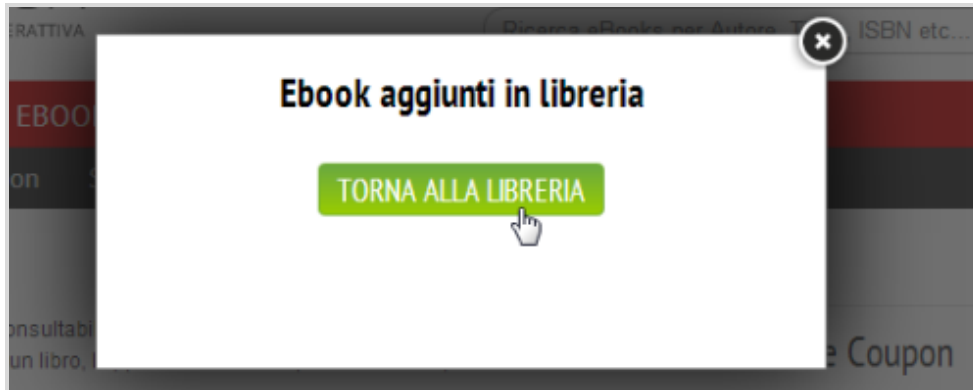 ERATTIVA
Ricerca eBooks per Autore, ISBN etc...
Ebook aggiunti in libreria
EBOO
TORNA ALLA LIBRERIA
on
onsultabi
un libro,
e Coupon